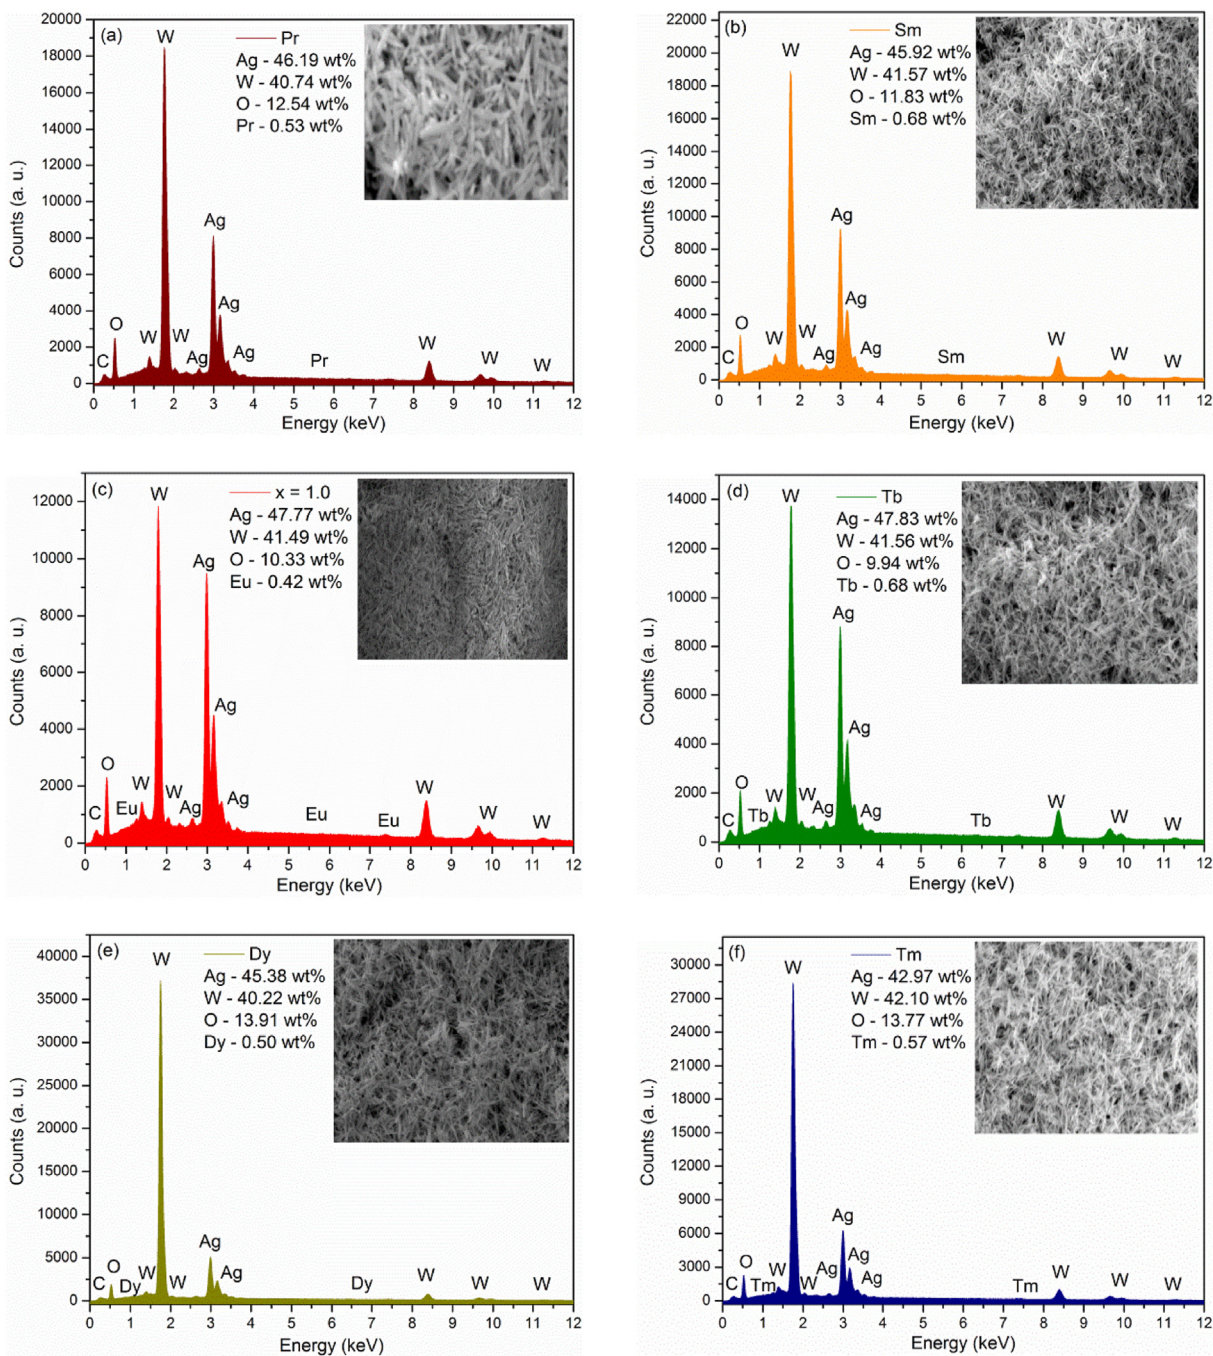 (a)
Pr
Ag - 46.19 wt%
W - 40.74 wt%
O - 12.54 wt%
Pr - 0.53 wt%
20000
18000
16000
14000
12000
10000
8000
6000
4000
2000
0
Counts (a. u.)
C
O
W
W
W
Ag
Ag
Ag
Ag
Pr
W
W
W
0 1 2 3 4 5 6 7 8 9 10 11 12
Energy (keV)
(b)
Sm
Ag - 45.92 wt%
W - 41.57 wt%
O - 11.83 wt%
Sm - 0.68 wt%
22000
20000
18000
16000
14000
12000
10000
8000
6000
4000
2000
0
Counts (a. u.)
C
O
W
W
W
Ag
Ag
Ag
Ag
Sm
W
W
W
0 1 2 3 4 5 6 7 8 9 10 11 12
Energy (keV)
(c)
x = 1.0
Ag - 47.77 wt%
W - 41.49 wt%
O - 10.33 wt%
Eu - 0.42 wt%
12000
10000
8000
6000
4000
2000
0
Counts (a. u.)
C
O
Eu
W
W
W
Ag
Ag
Ag
Ag
Eu
Eu
W
W
W
0 1 2 3 4 5 6 7 8 9 10 11 12
Energy (keV)
(d)
Tb
Ag - 47.83 wt%
W - 41.56 wt%
O - 9.94 wt%
Tb - 0.68 wt%
14000
12000
10000
8000
6000
4000
2000
0
Counts (a. u.)
C
O
Tb
W
W
W
Ag
Ag
Ag
Ag
Tb
W
W
W
0 1 2 3 4 5 6 7 8 9 10 11 12
Energy (keV)
(e)
Dy
Ag - 45.38 wt%
W - 40.22 wt%
O - 13.91 wt%
Dy - 0.50 wt%
40000
35000
30000
25000
20000
15000
10000
5000
0
Counts (a. u.)
C
O
Dy
W
W
W
Ag
Ag
Dy
W
W
W
0 1 2 3 4 5 6 7 8 9 10 11 12
Energy (keV)
(f)
Tm
Ag - 42.97 wt%
W - 42.10 wt%
O - 13.77 wt%
Tm - 0.57 wt%
30000
27000
24000
21000
18000
15000
12000
9000
6000
3000
0
Counts (a. u.)
C
O
Tm
W
W
W
Ag
Ag
Ag
Ag
Tm
W
W
W
0 1 2 3 4 5 6 7 8 9 10 11 12
Energy (keV)